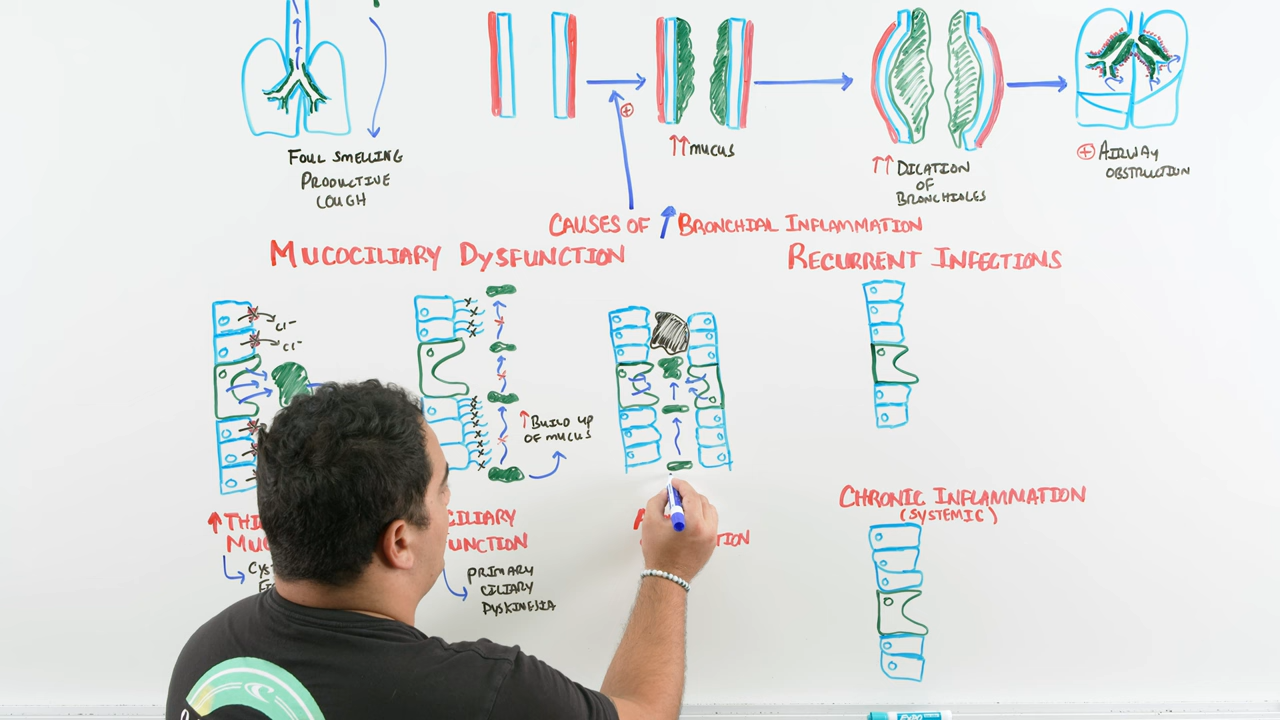 FOUL SMELLING
PRODUCTIVE
COUGH
↑↑ MUCUS
↑↑ DILATION
OF
BRONCHIOLES
⊕ AIRWAY
OBSTRUCTION
⊕
CAUSES OF ↑ BRONCHIAL INFLAMMATION
MUCOCILIARY DYSFUNCTION
RECURRENT INFECTIONS
Cl-
Cl-
↑ BUILD UP
OF MUCUS
CHRONIC INFLAMMATION
(SYSTEMIC)
PRIMARY
CILIARY
DYSKINESIA
EXPO